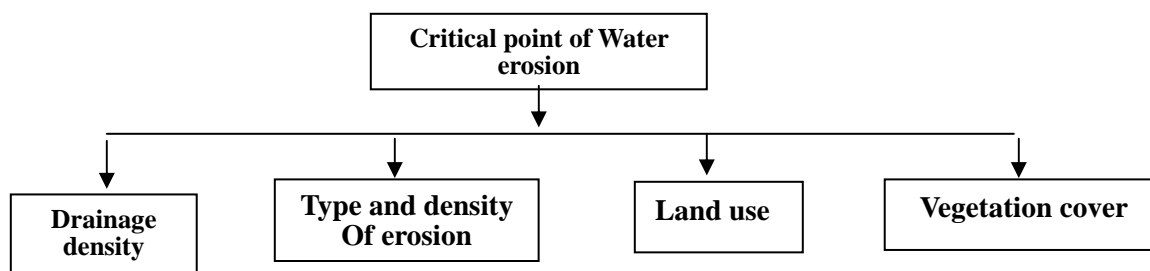 Critical point of Water
erosion
Drainage
density
Type and density
Of erosion
Land use
Vegetation cover